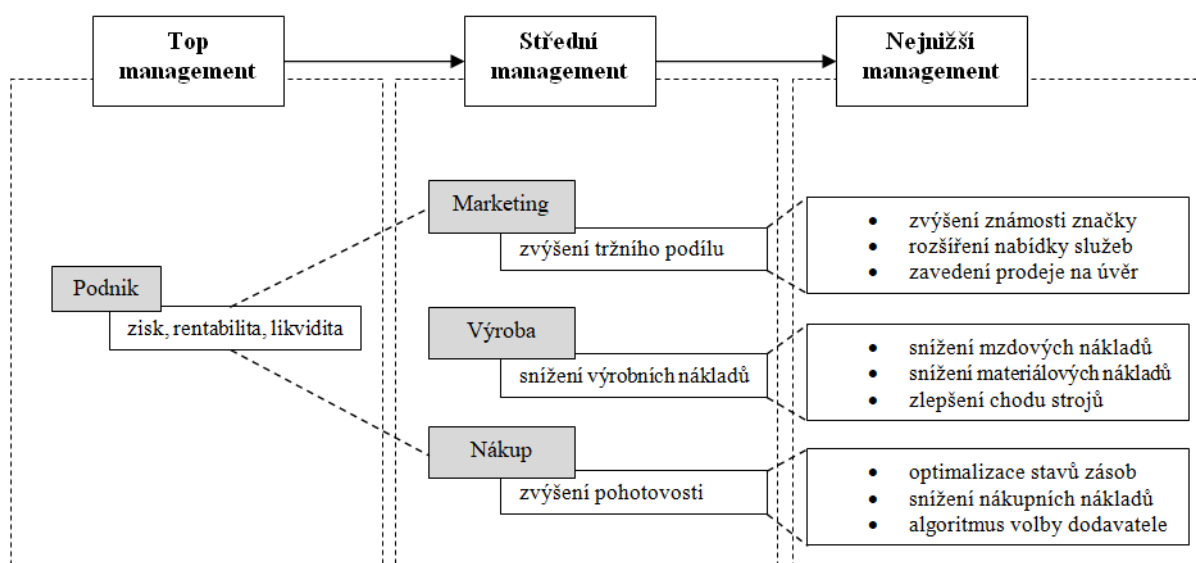 Top
management
Střední
management
Nejnižší
management
Podnik
zisk, rentabilita, likvidita
Marketing
zvýšení tržního podílu
Výroba
snížení výrobních nákladů
Nákup
zvýšení pohotovosti
• zvýšení známosti značky
• rozšíření nabídky služeb
• zavedení prodeje na úvěr
• snížení mzdových nákladů
• snížení materiálových nákladů
• zlepšení chodu strojů
• optimalizace stavů zásob
• snížení nákupních nákladů
• algoritmus volby dodavatele